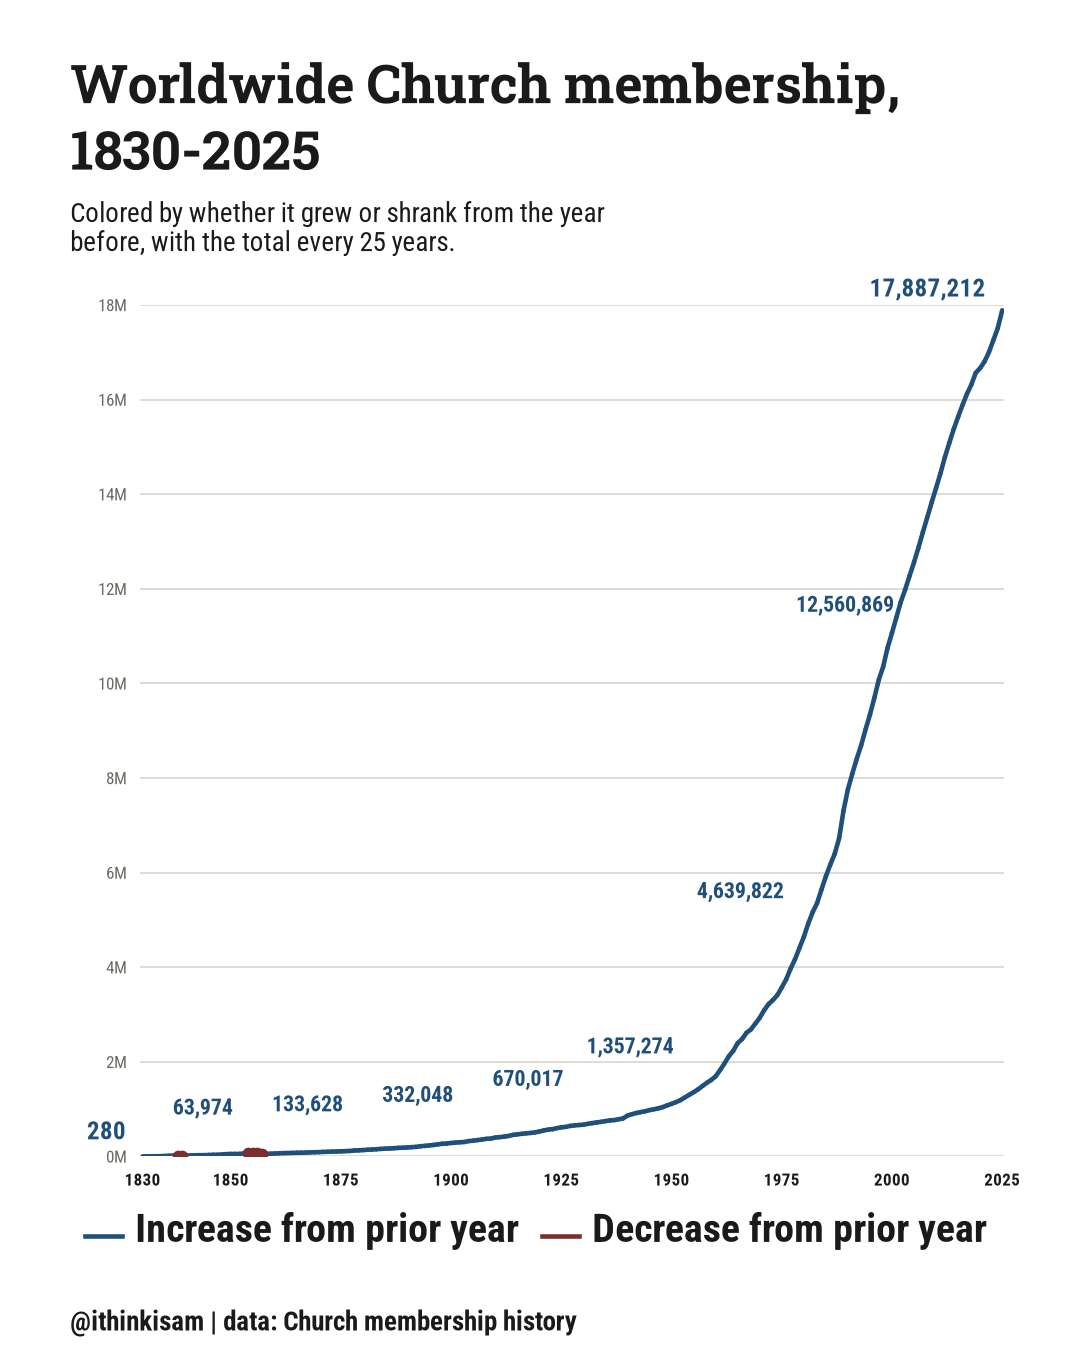 Worldwide Church membership,
1830-2025
Colored by whether it grew or shrank from the year
before, with the total every 25 years.
17,887,212
18M
16M
14M
12M
12,560,869
10M
8M
6M
4,639,822
4M
2M
1,357,274
670,017
332,048
133,628
63,974
280
0M
1830 1850 1875 1900 1925 1950 1975 2000 2025
Increase from prior year Decrease from prior year
@ithinkisam | data: Church membership history